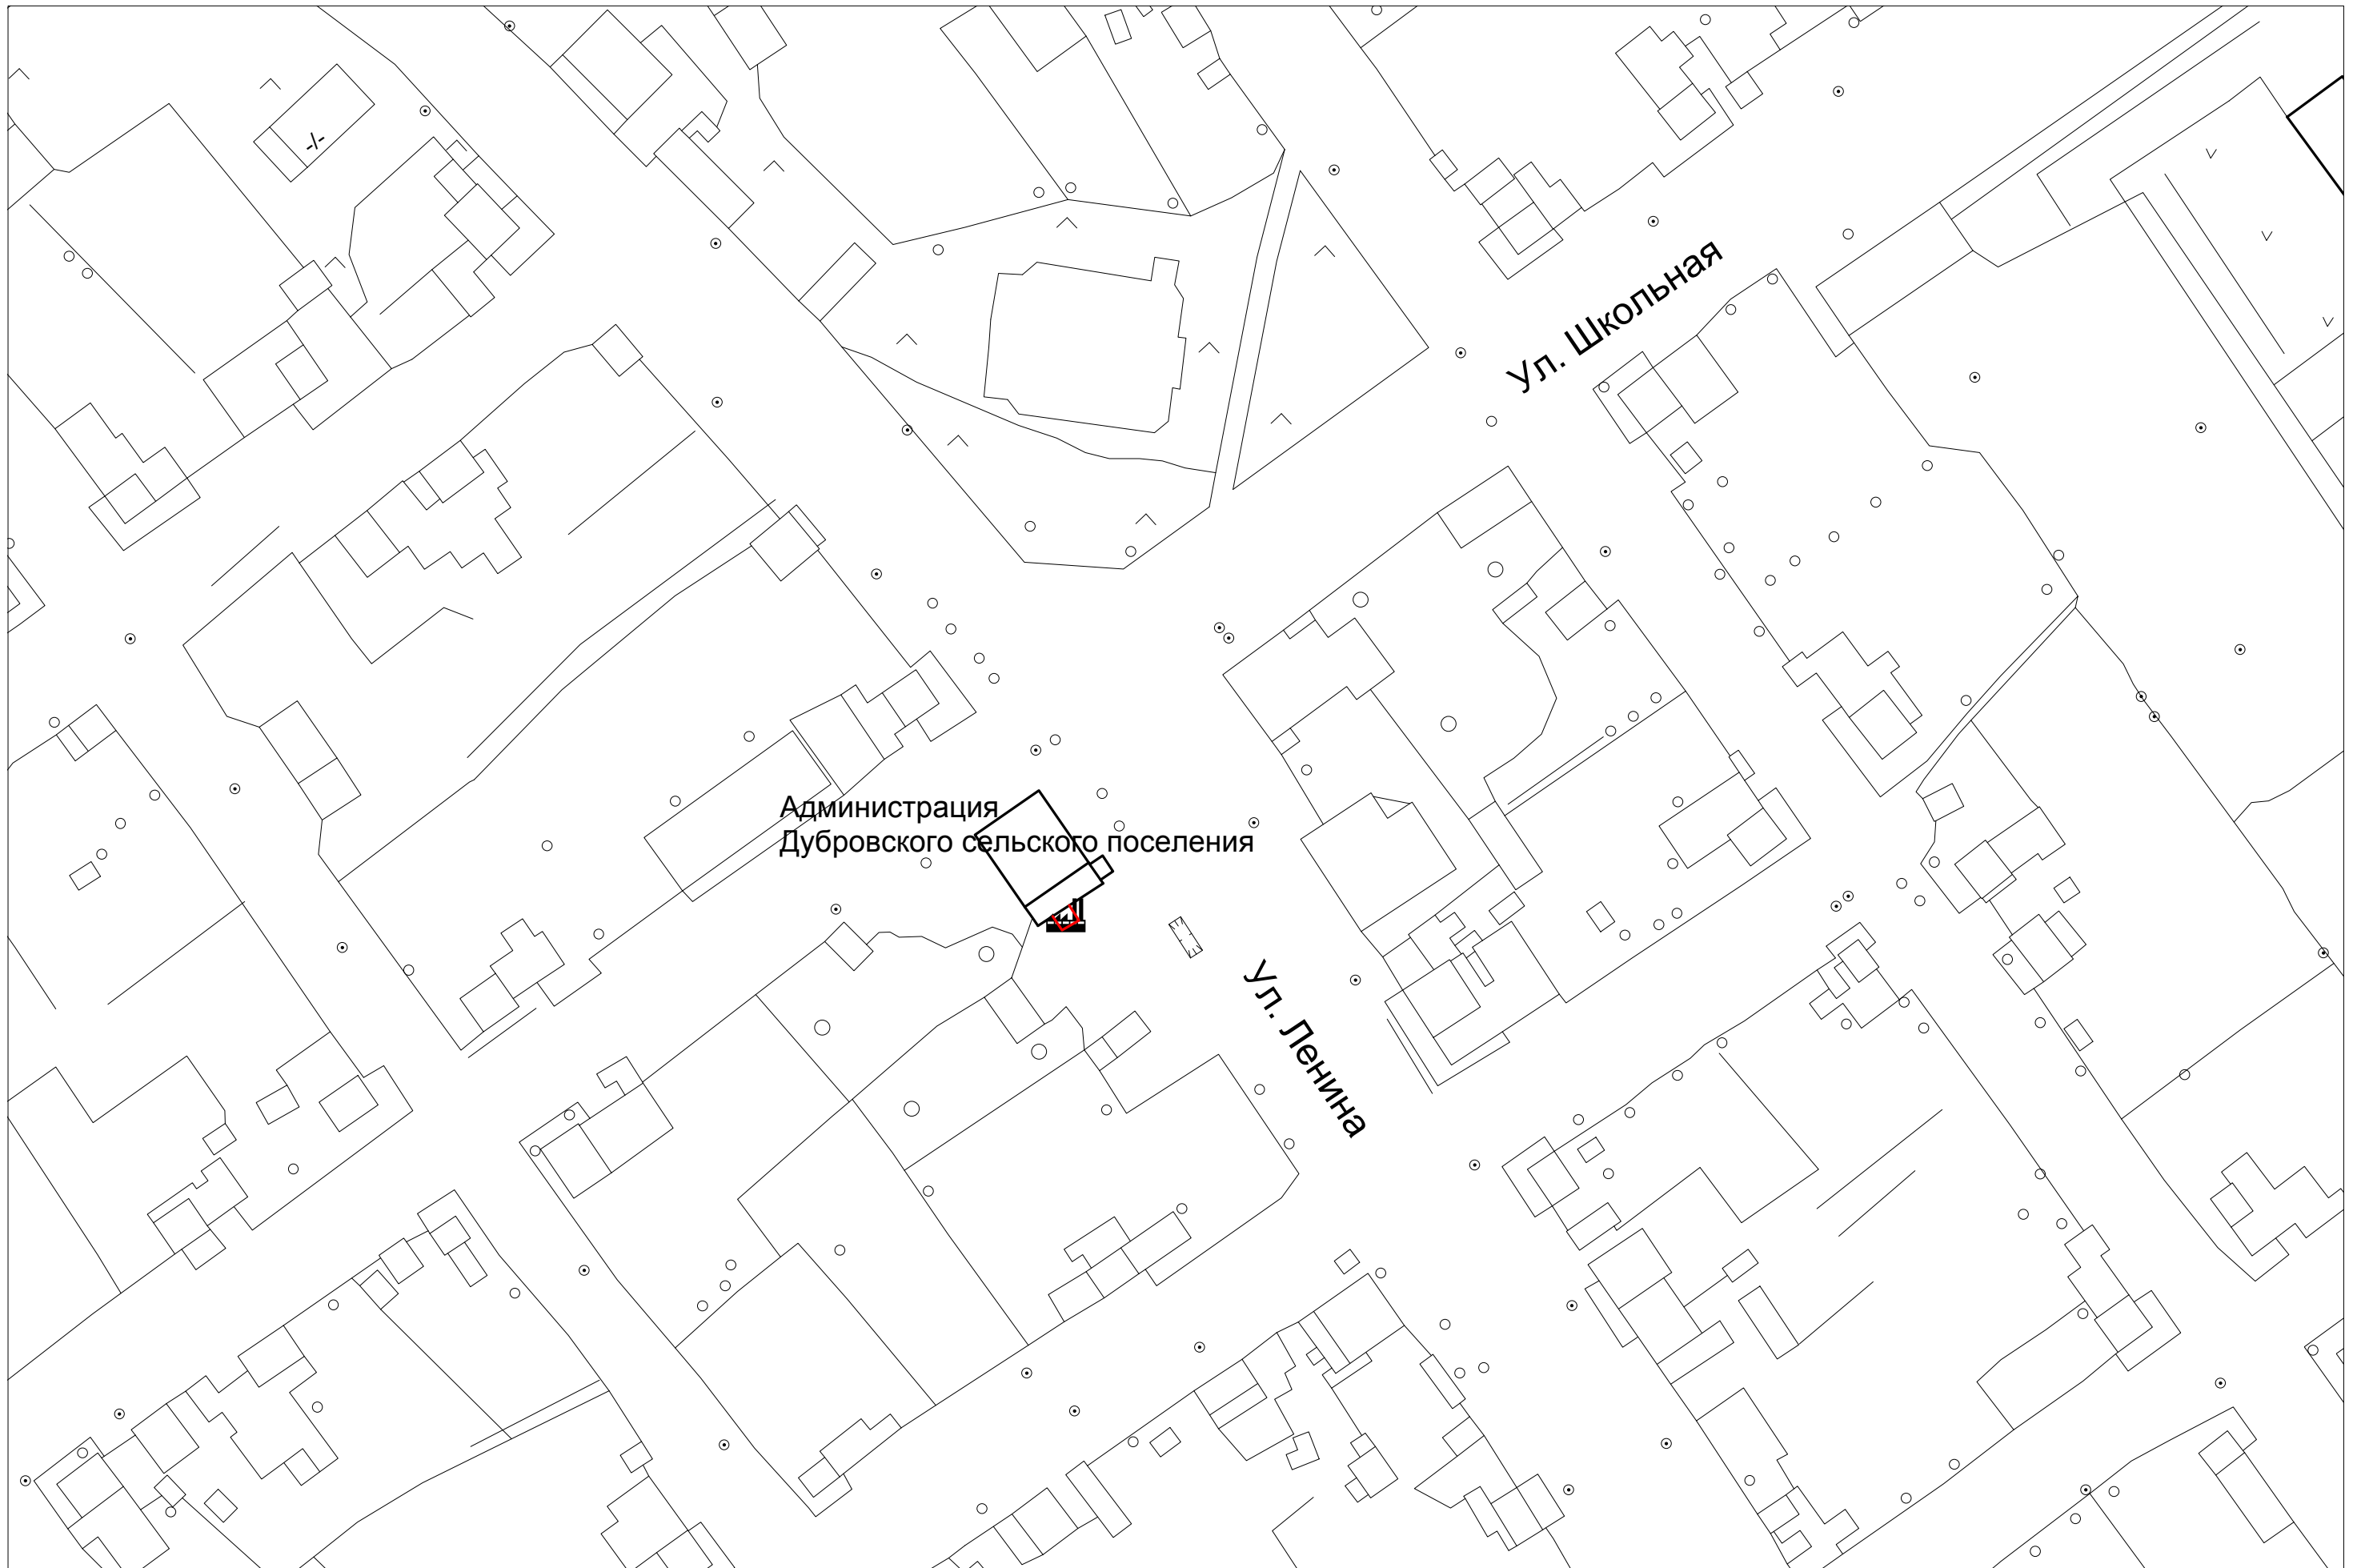 -/-
Ул. Школьная
Администрация
Дубровского сельского поселения
Ул. Ленина